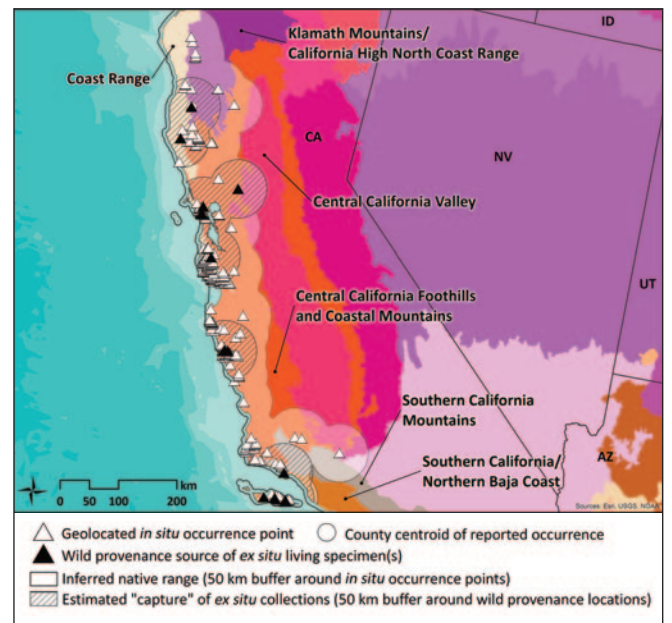 ID
Klamath Mountains/
California High North Coast Range
Coast Range
CA
NV
Central California Valley
UT
Central California Foothills
and Coastal Mountains
Southern California
Mountains
AZ
Southern California/
Northern Baja Coast
km
0 50 100 200
Sources: Esri, USGS, NOAA
Geolocated in situ occurrence point
County centroid of reported occurrence
Wild provenance source of ex situ living specimen(s)
Inferred native range (50 km buffer around in situ occurrence points)
Estimated "capture" of ex situ collections (50 km buffer around wild provenance locations)